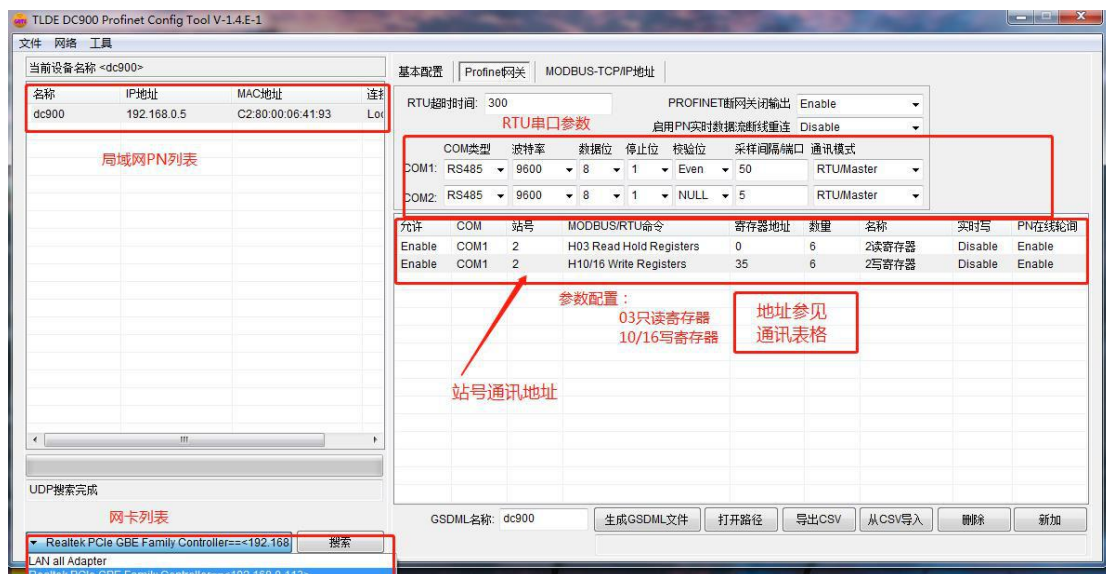 TLDE DC900 Profinet Config Tool V-1.4.E-1
文件 网络 工具
当前设备名称 <dc900>
名称 IP地址 MAC地址 连接
dc900 192.168.0.5 C2:80:00:06:41:93 Loc
局域网PN列表
UDP搜索完成
网卡列表
Realtek PCIe GBE Family Controller==<192.168 搜索
LAN all Adapter
Realtek PCIe GBE Family Controller==<192.168.0.112>
基本配置 Profinet网关 MODBUS-TCP/IP地址
RTU超时时间: 300 PROFINET断网关闭输出 Enable
RTU串口参数 启用PN实时数据流断线重连 Disable
COM类型 波特率 数据位 停止位 校验位 采样间隔/端口 通讯模式
COM1: RS485 9600 8 1 Even 50 RTU/Master
COM2: RS485 9600 8 1 NULL 5 RTU/Master
允许 COM 站号 MODBUS/RTU命令 寄存器地址 数量 名称 实时写 PN在线轮询
Enable COM1 2 H03 Read Hold Registers 0 6 2读寄存器 Disable Enable
Enable COM1 2 H10/16 Write Registers 35 6 2写寄存器 Disable Enable
参数配置：
03只读寄存器
10/16写寄存器
地址参见
通讯表格
站号通讯地址
GSDML名称: dc900 生成GSDML文件 打开路径 导出CSV 从CSV导入 删除 新加